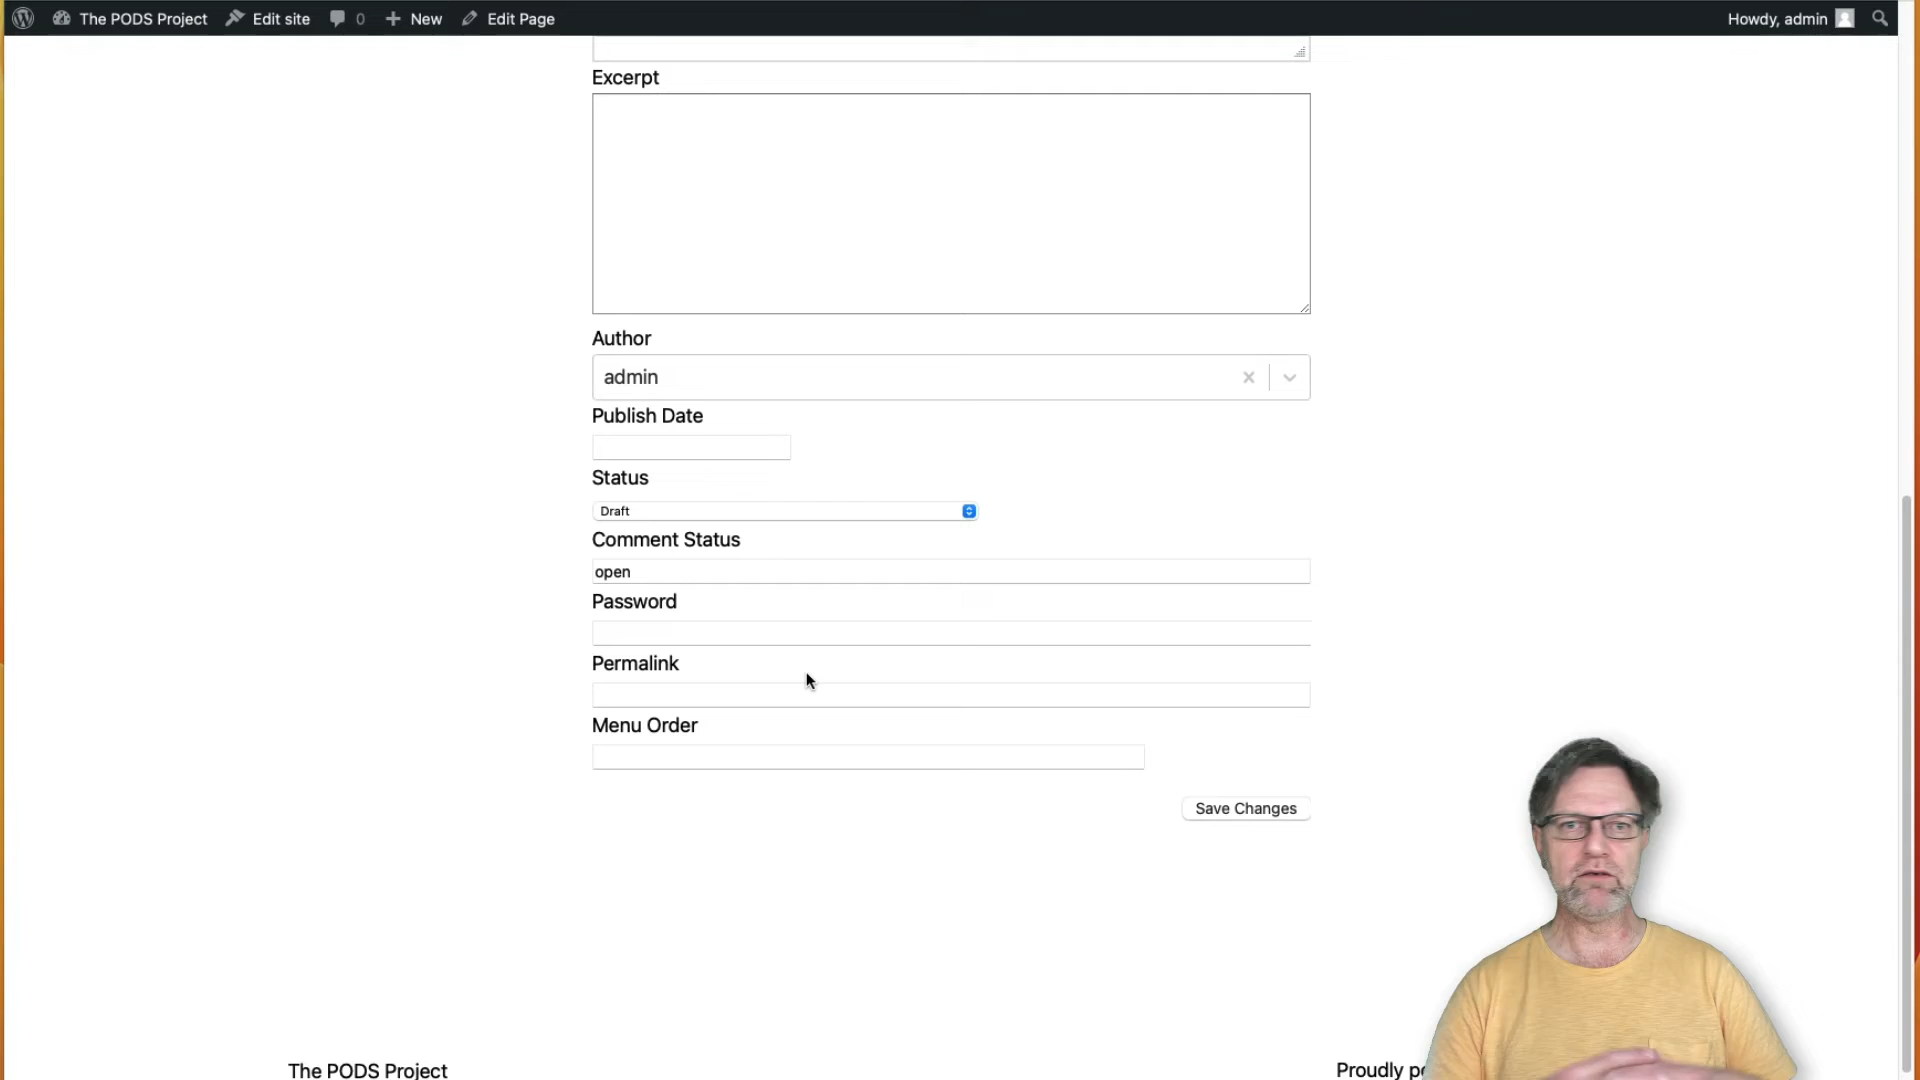 The PODS Project Edit site 0 New Edit Page Howdy, admin
Excerpt
Author
admin
Publish Date
Status
Draft
Comment Status
open
Password
Permalink
Menu Order
Save Changes
The PODS Project Proudly